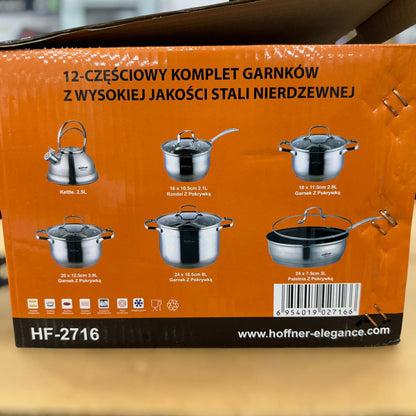 12-CZĘŚCIOWY KOMPLET GARNKÓW
Z WYSOKIEJ JAKOŚCI STALI NIERDZEWNEJ
Kettle. 2.5L
16 x 10.5cm 2.1L
Rondel Z Pokrywką
18 x 11.5cm 2.9L
Garnek Z Pokrywką
20 x 12.5cm 3.9L
Garnek Z Pokrywką
24 x 18.5cm 8L
Garnek Z Pokrywką
24 x 7.5cm 3L
Patelnia Z Pokrywką
6 954019 027166
HF-2716
www.hoffner-elegance.com